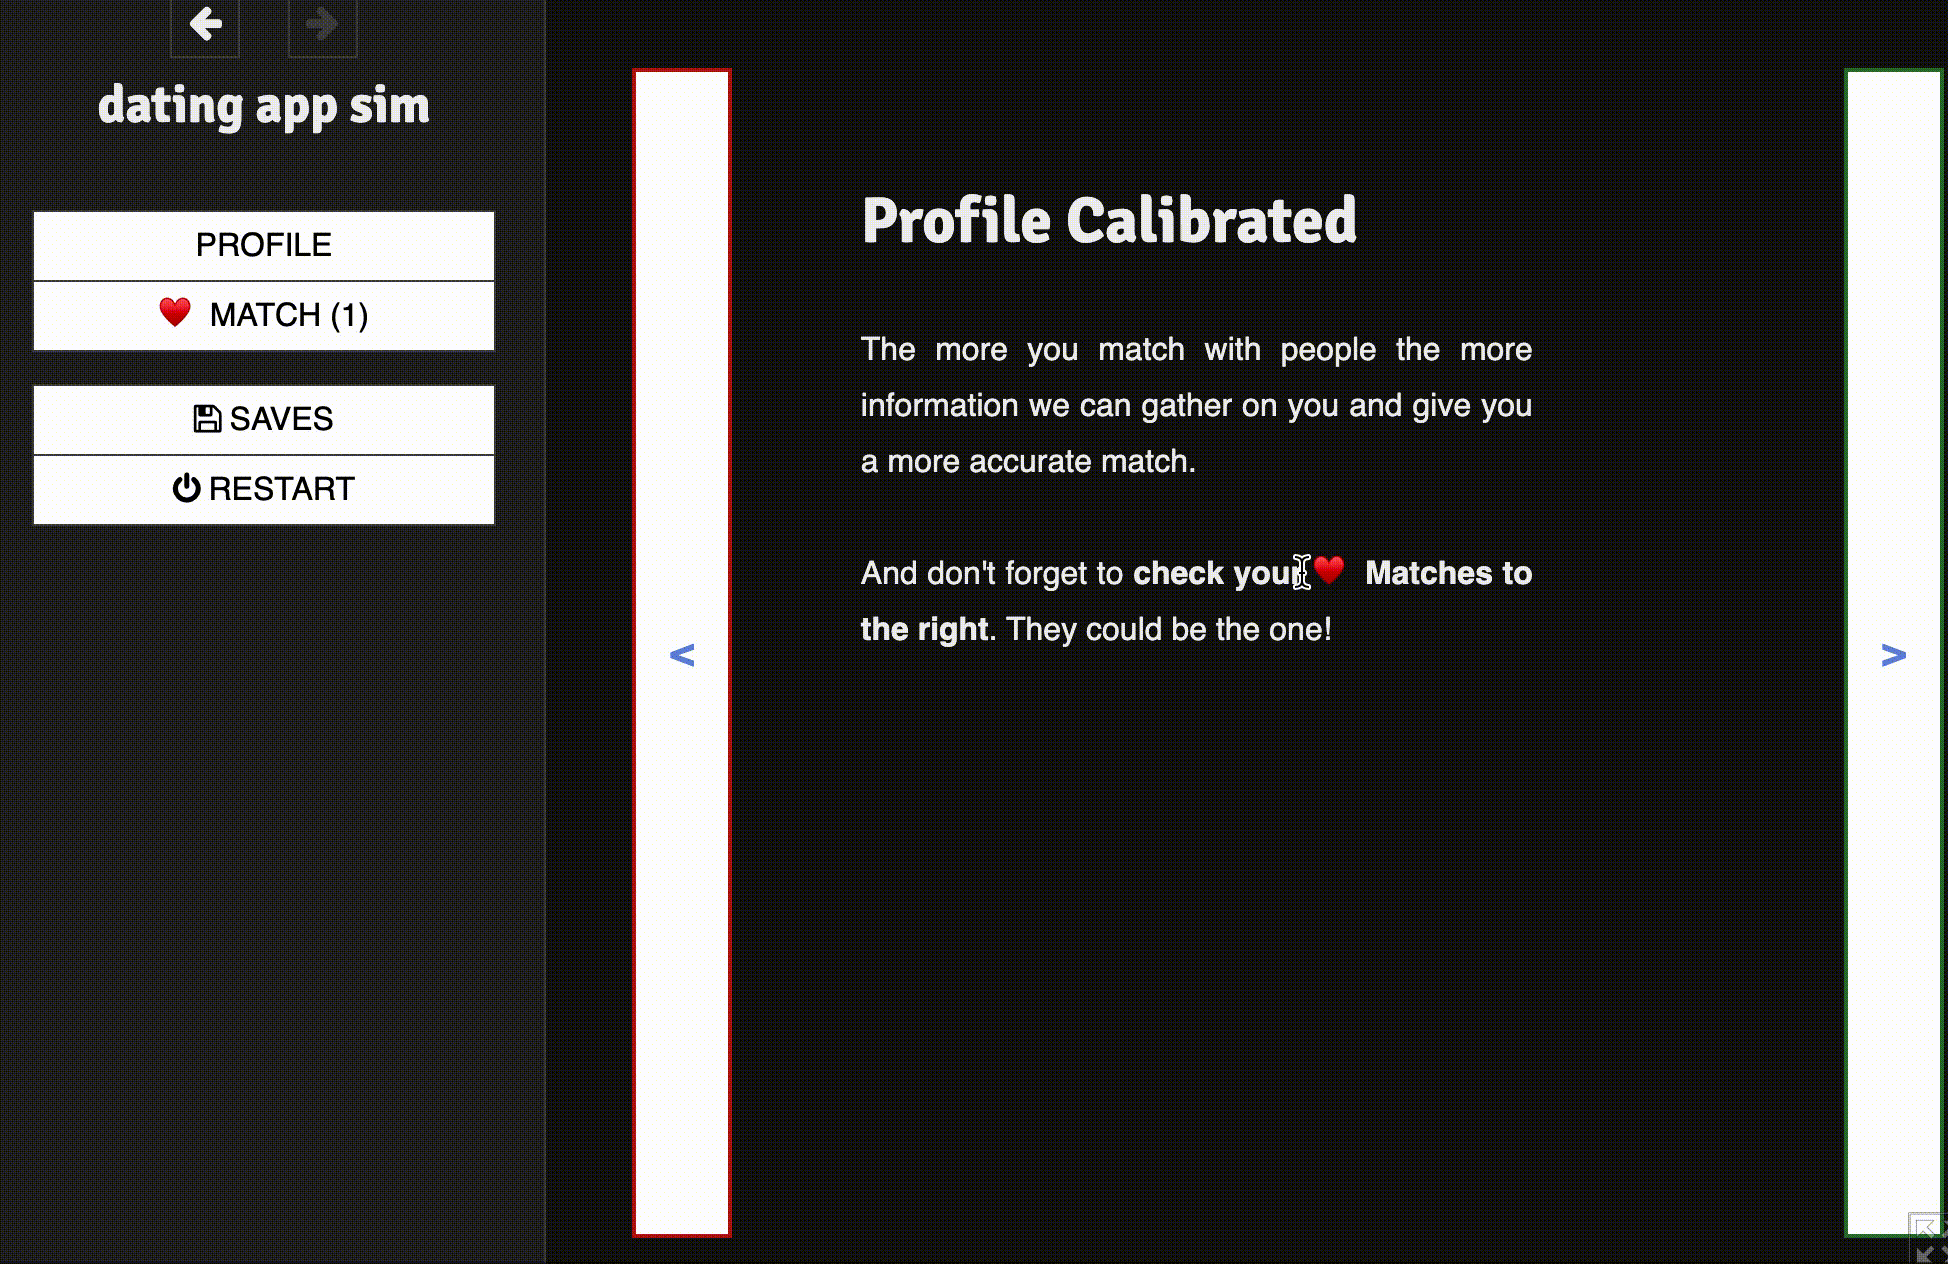 dating app sim
PROFILE
MATCH (1)
SAVES
RESTART
<
Profile Calibrated
The more you match with people the more
information we can gather on you and give you
a more accurate match.
And don't forget to check your ♥ Matches to
the right. They could be the one!
>